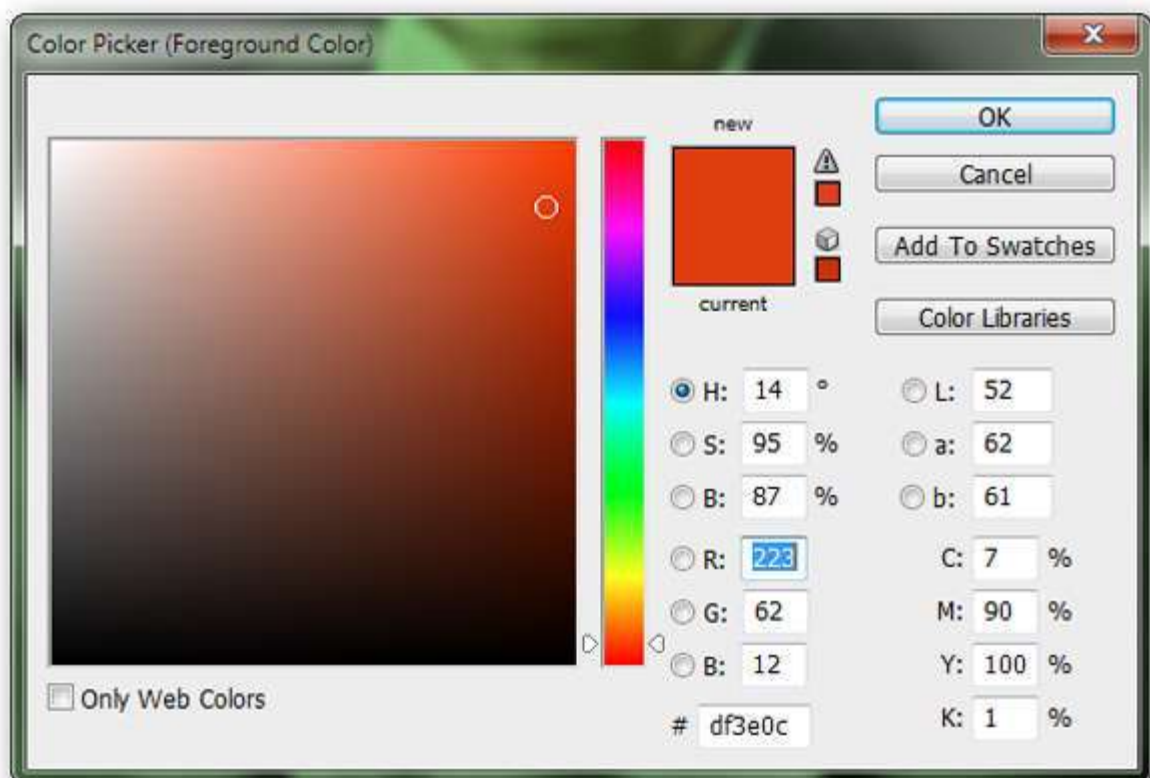 Color Picker (Foreground Color)
new
current
OK
Cancel
Add To Swatches
Color Libraries
H: 14 °
S: 95 %
B: 87 %
R: 223
G: 62
B: 12
# df3e0c
L: 52
a: 62
b: 61
C: 7 %
M: 90 %
Y: 100 %
K: 1 %
Only Web Colors